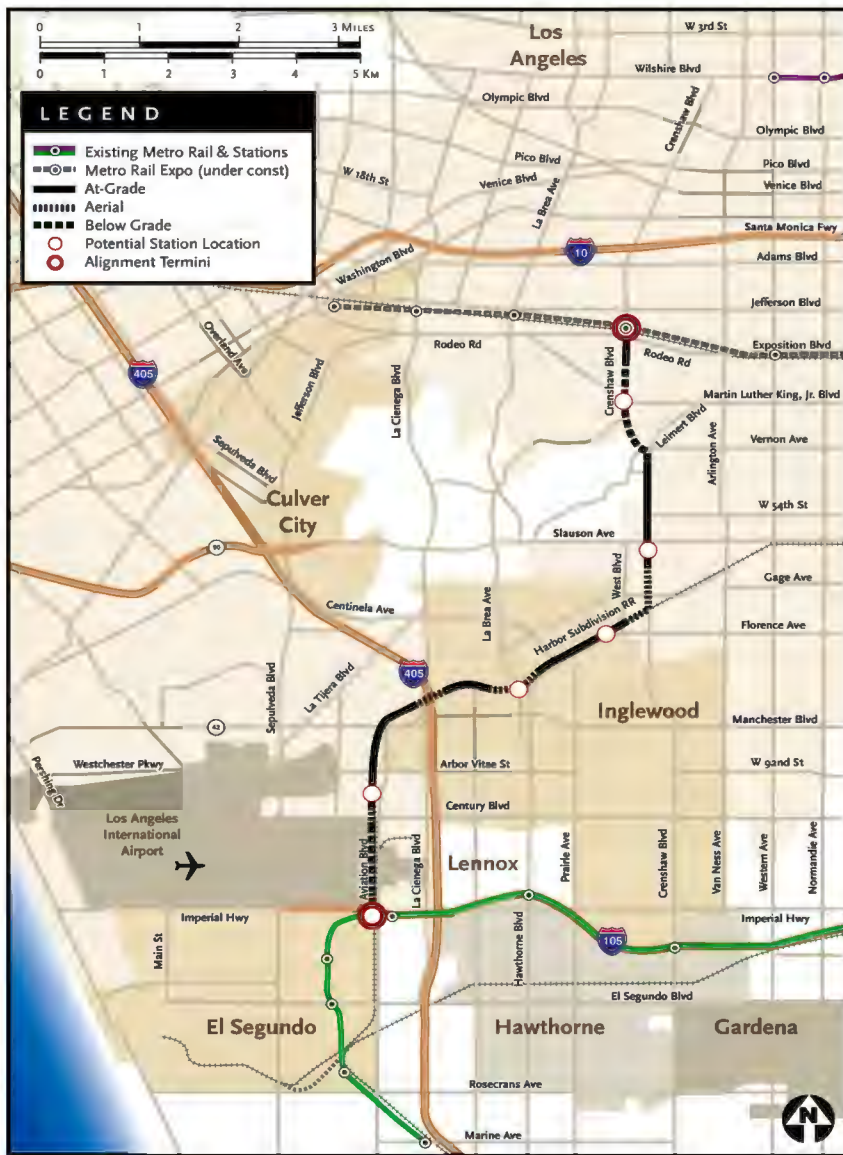 0 1 2 3 MILES
0 1 2 3 4 5 KM
LEGEND
Existing Metro Rail & Stations
Metro Rail Expo (under const)
At-Grade
Aerial
Below Grade
Potential Station Location
Alignment Termini
Los
Angeles
W 3rd St
Wilshire Blvd
Olympic Blvd
Crenshaw Blvd
Olympic Blvd
Pico Blvd
Pico Blvd
W 18th St
Venice Blvd
Venice Blvd
La Brea Ave
Santa Monica Fwy
10
Adams Blvd
Washington Blvd
Jefferson Blvd
Overland Ave
Rodeo Rd
Exposition Blvd
Rodeo Rd
405
Jefferson Blvd
La Cienega Blvd
Crenshaw Blvd
Martin Luther King, Jr. Blvd
Leimert Blvd
Arlington Ave
Vernon Ave
Sepulveda Blvd
Culver
City
W 54th St
Slauson Ave
90
West Blvd
Gage Ave
Centinela Ave
La Brea Ave
Harbor Subdivision RR
Florence Ave
405
Sepulveda Blvd
La Tijera Blvd
Inglewood
42
Manchester Blvd
Westchester Pkwy
Arbor Vitae St
W 92nd St
Pershing Dr
Century Blvd
Los Angeles
International
Airport
Aviation Blvd
La Cienega Blvd
Lennox
Prairie Ave
Crenshaw Blvd
Van Ness Ave
Western Ave
Normandie Ave
Imperial Hwy
Imperial Hwy
Main St
Hawthorne Blvd
105
El Segundo Blvd
El Segundo
Hawthorne
Gardena
Rosecrans Ave
Marine Ave
N